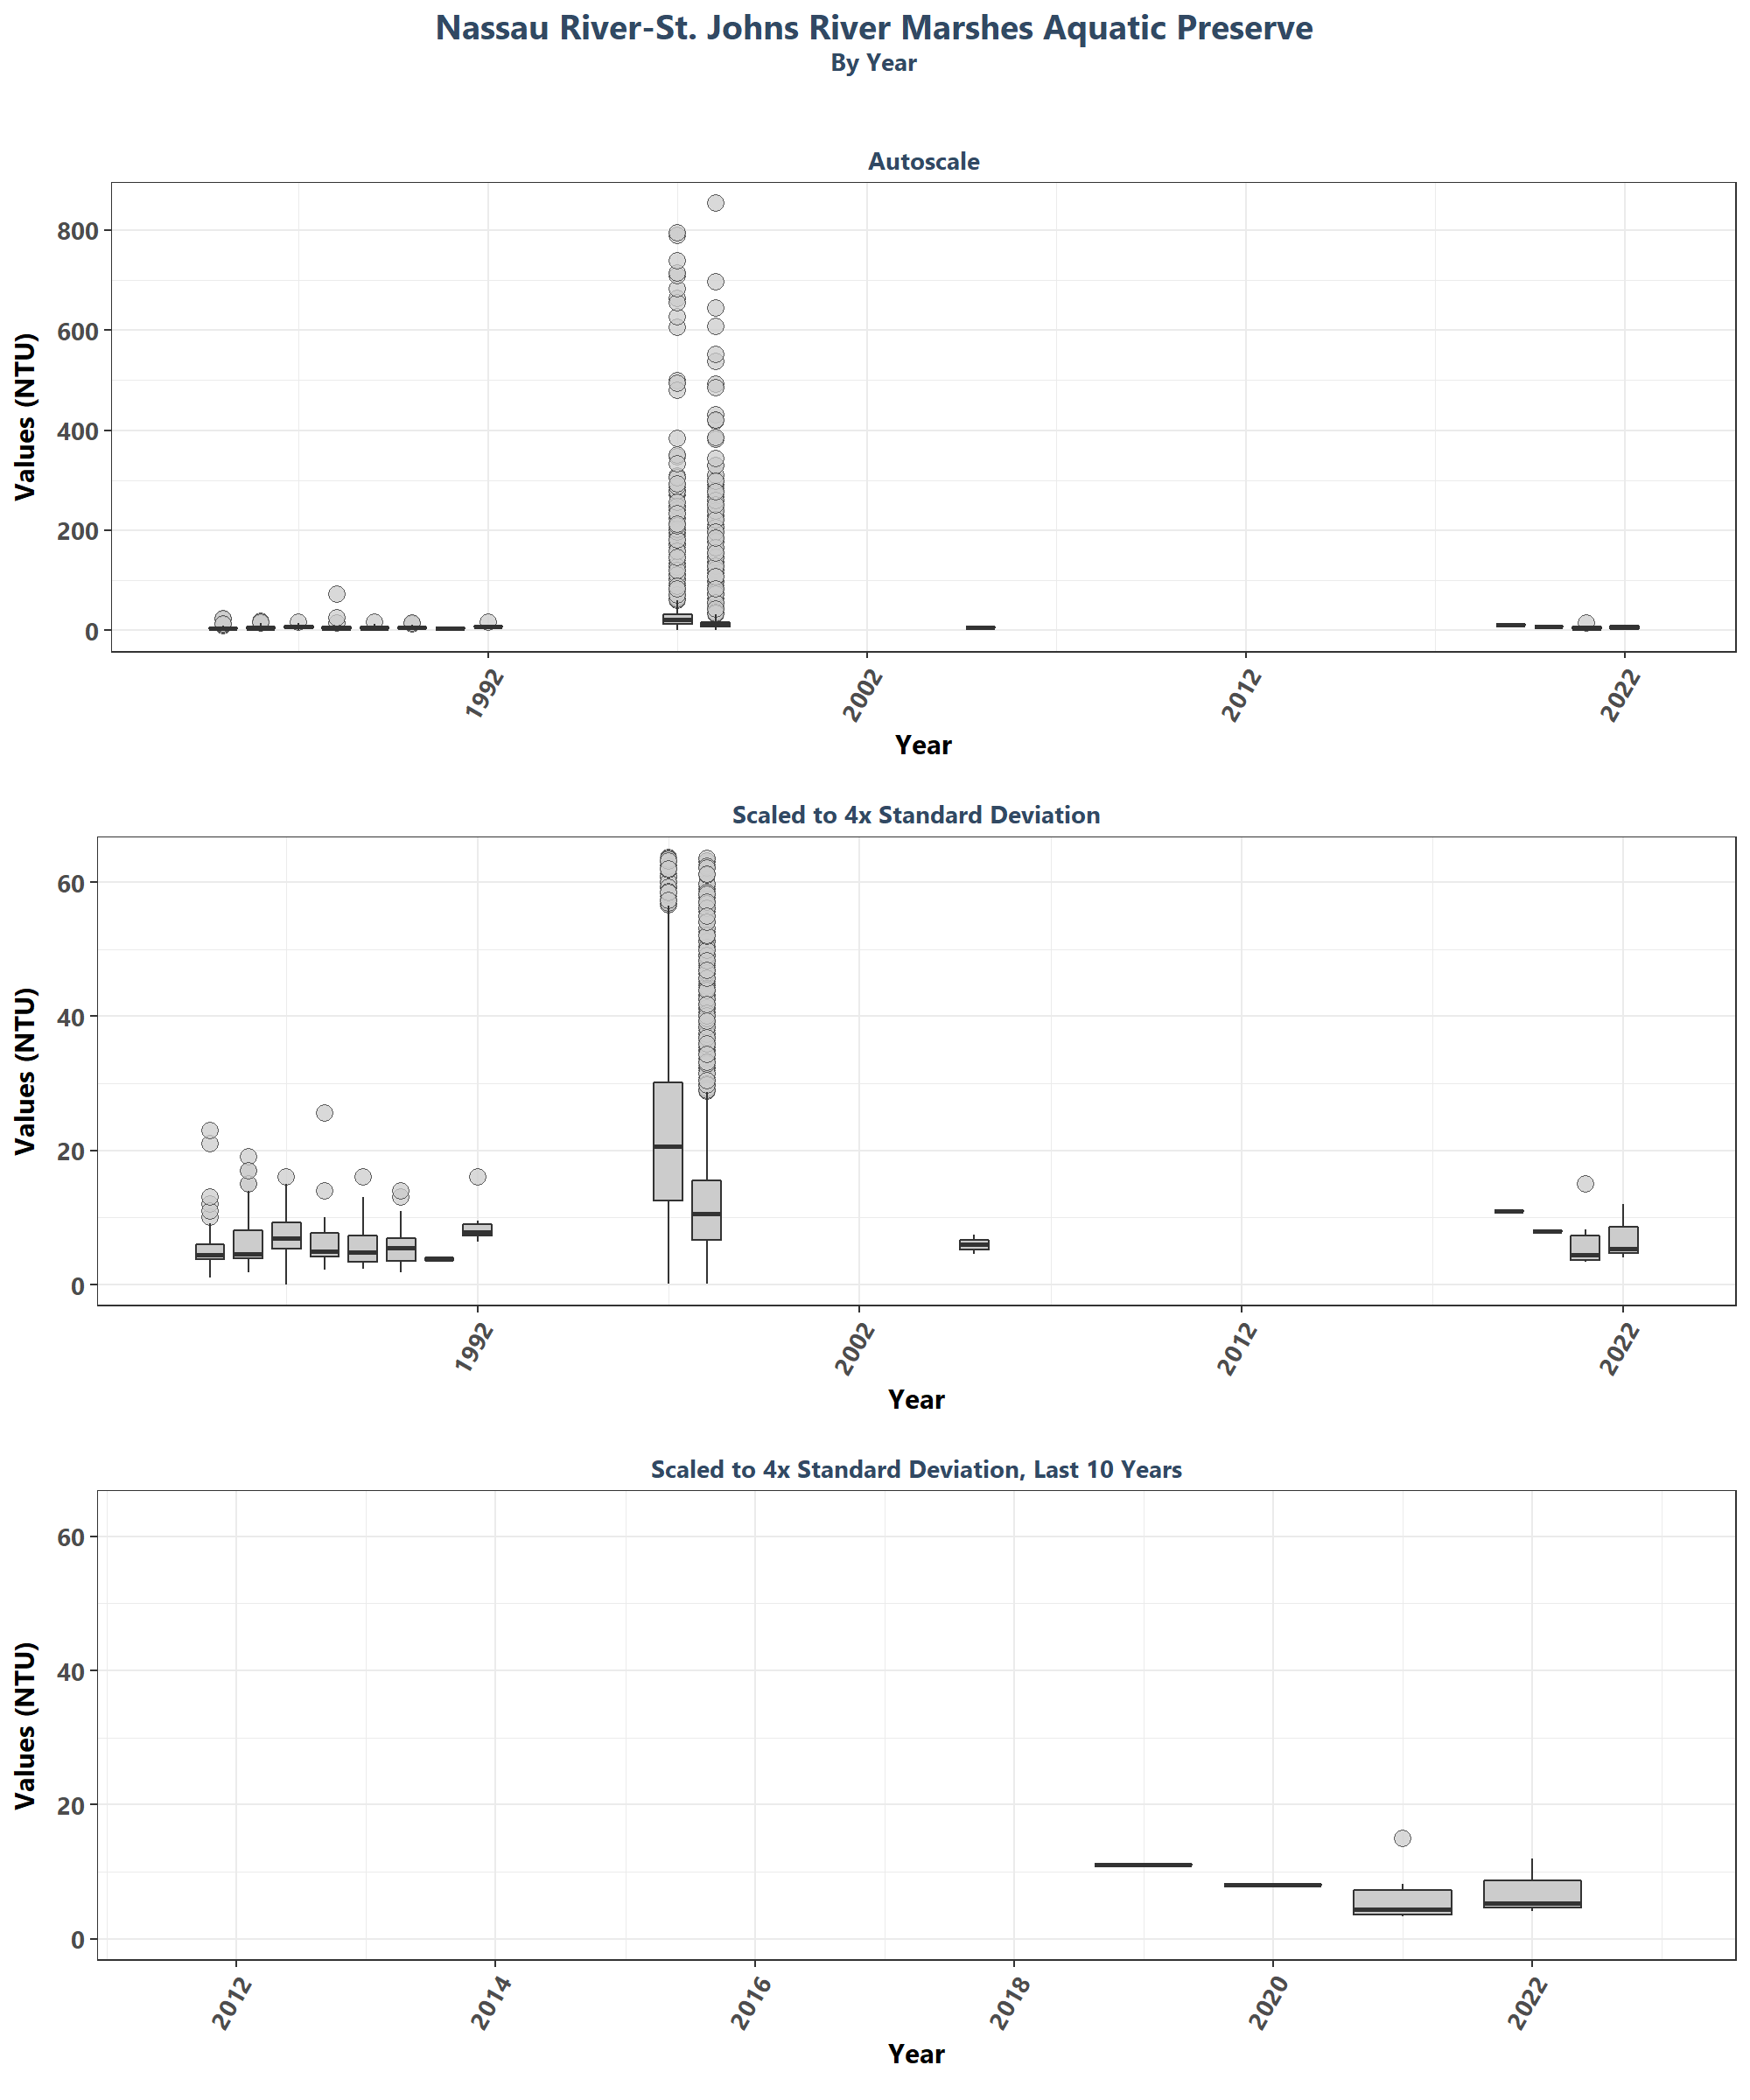 Nassau River-St. Johns River Marshes Aquatic Preserve
By Year
Autoscale
Values (NTU)
800
600
400
200
0
1992
2002
2012
2022
Year
Scaled to 4x Standard Deviation
Values (NTU)
60
40
20
0
1992
2002
2012
2022
Year
Scaled to 4x Standard Deviation, Last 10 Years
Values (NTU)
60
40
20
0
2012
2014
2016
2018
2020
2022
Year